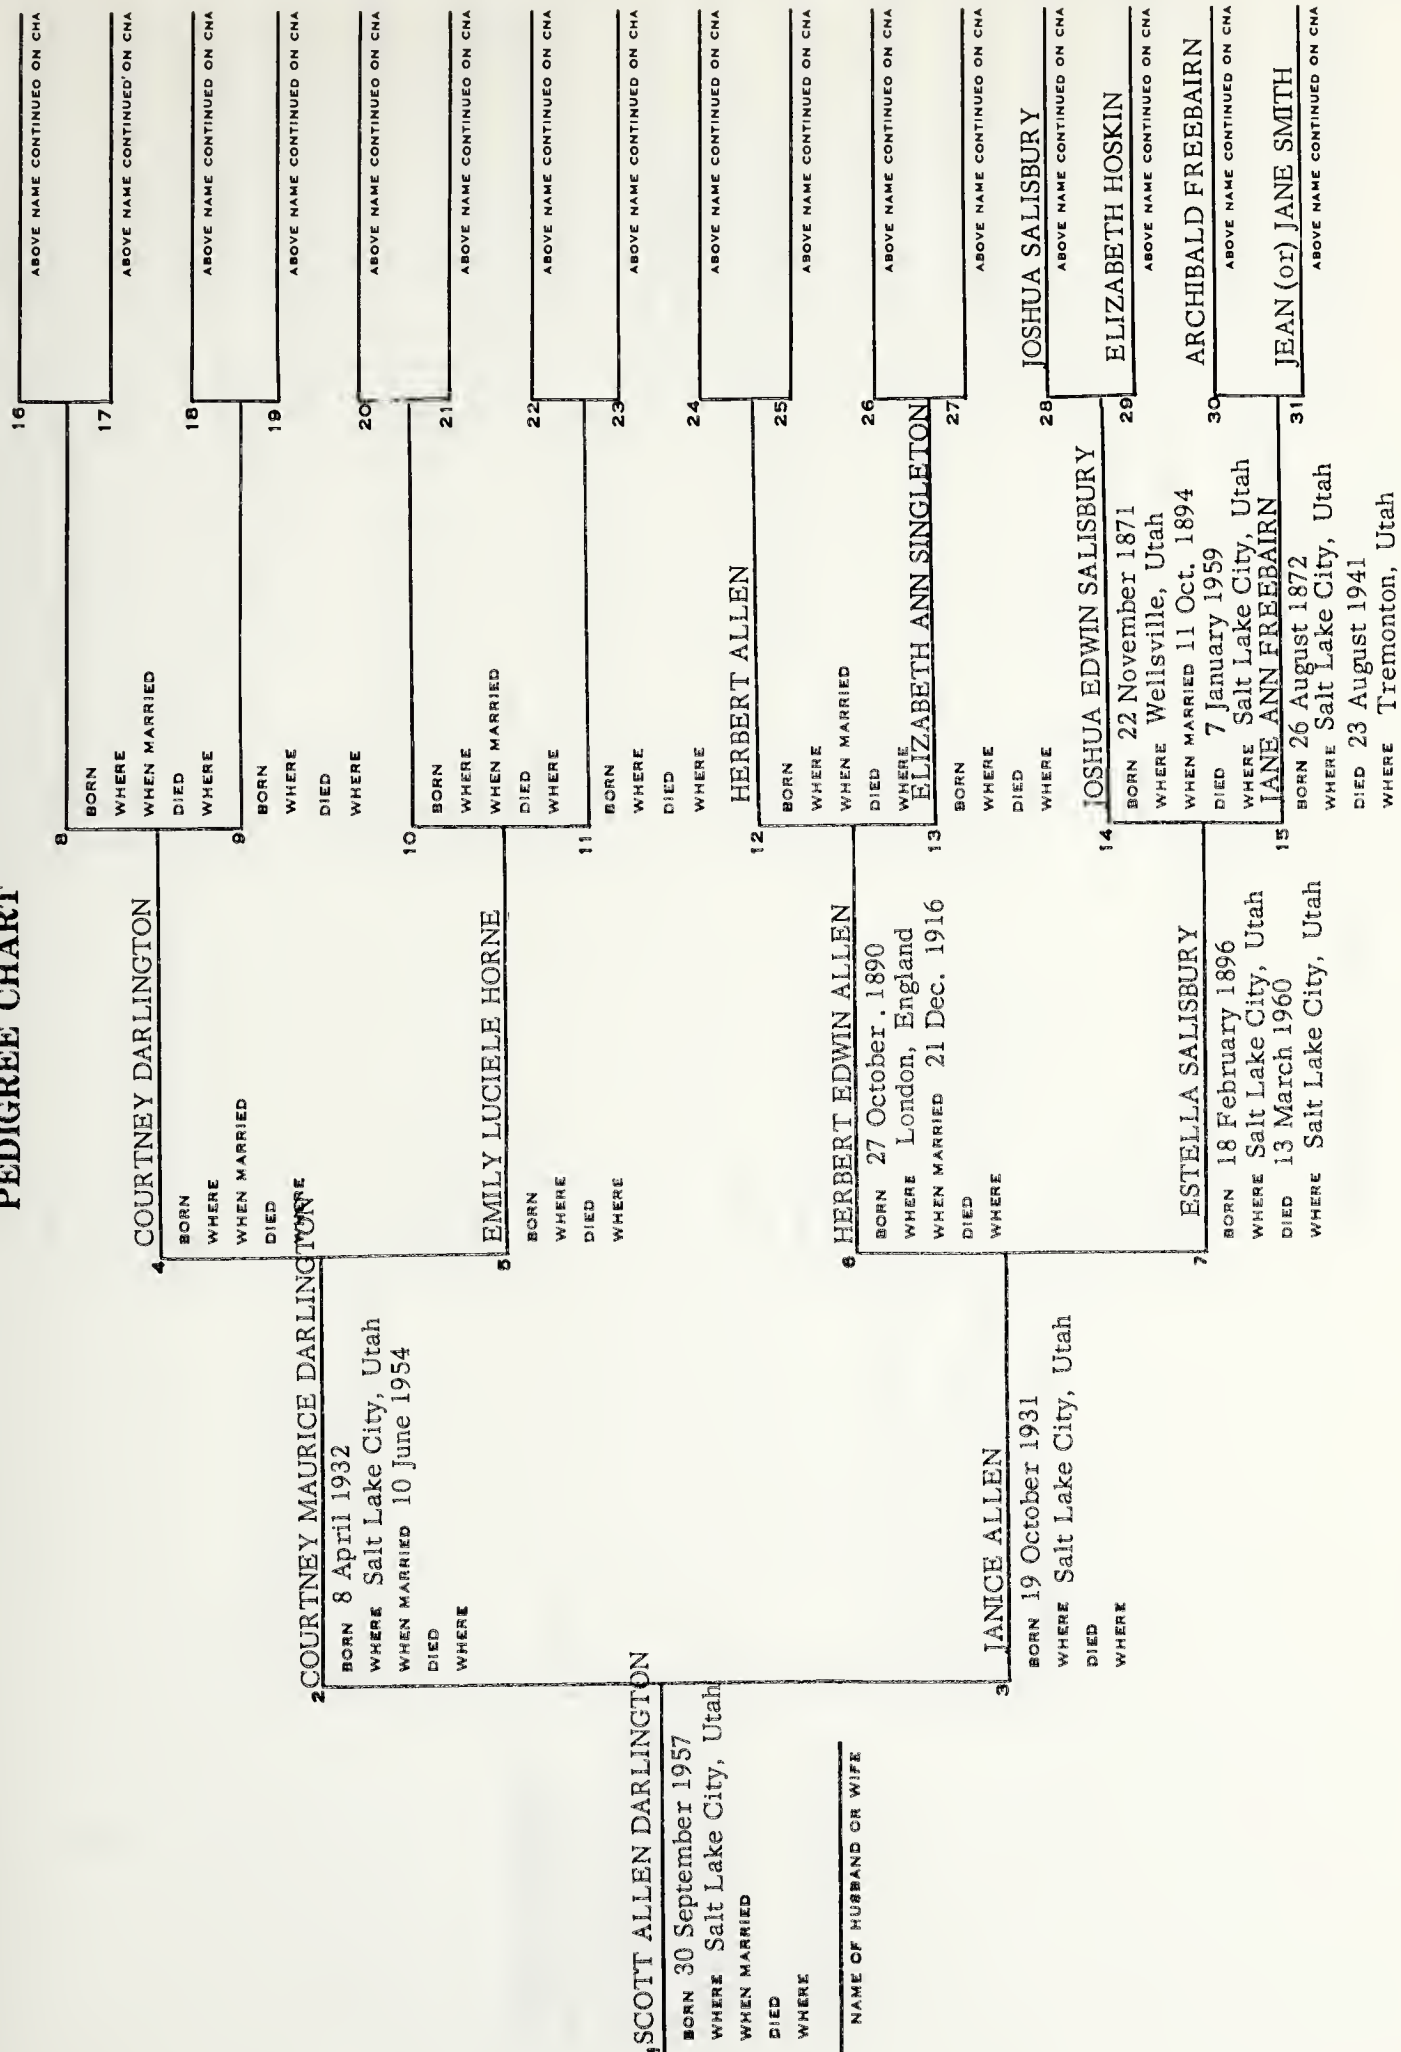 PEDIGREE CHART
SCOTT ALLEN DARLINGTON
BORN 30 September 1957
WHERE Salt Lake City, Utah
WHEN MARRIED
DIED
WHERE
NAME OF HUSBAND OR WIFE
2
COURTNEY MAURICE DARLINGTON
BORN 8 April 1932
WHERE Salt Lake City, Utah
WHEN MARRIED 10 June 1954
DIED
WHERE
3
JANICE ALLEN
BORN 19 October 1931
WHERE Salt Lake City, Utah
DIED
WHERE
4
COURTNEY DARLINGTON
BORN
WHERE
WHEN MARRIED
DIED
WHERE
5
EMILY LUCIELE HORNE
BORN
WHERE
DIED
WHERE
6
HERBERT EDWIN ALLEN
BORN 27 October . 1890
WHERE London, England
WHEN MARRIED 21 Dec. 1916
DIED
WHERE
7
ESTELLA SALISBURY
BORN 18 February 1896
WHERE Salt Lake City, Utah
DIED 13 March 1960
WHERE Salt Lake City, Utah
8
BORN
WHERE
WHEN MARRIED
DIED
WHERE
9
BORN
WHERE
DIED
WHERE
10
BORN
WHERE
WHEN MARRIED
DIED
WHERE
11
BORN
WHERE
DIED
WHERE
12
HERBERT ALLEN
BORN
WHERE
WHEN MARRIED
DIED
WHERE
13
ELIZABETH ANN SINGLETON
BORN
WHERE
DIED
WHERE
14
JOSHUA EDWIN SALISBURY
BORN 22 November 1871
WHERE Wellsville, Utah
WHEN MARRIED 11 Oct. 1894
DIED 7 January 1959
WHERE Salt Lake City, Utah
15
JANE ANN FREEBAIRN
BORN 26 August 1872
WHERE Salt Lake City, Utah
DIED 23 August 1941
WHERE Tremonton, Utah
16
ABOVE NAME CONTINUED ON CHA
17
ABOVE NAME CONTINUED ON CHA
18
ABOVE NAME CONTINUED ON CHA
19
ABOVE NAME CONTINUED ON CHA
20
ABOVE NAME CONTINUED ON CHA
21
ABOVE NAME CONTINUED ON CHA
22
ABOVE NAME CONTINUED ON CHA
23
ABOVE NAME CONTINUED ON CHA
24
ABOVE NAME CONTINUED ON CHA
25
ABOVE NAME CONTINUED ON CHA
26
ABOVE NAME CONTINUED ON CHA
27
ABOVE NAME CONTINUED ON CHA
28
JOSHUA SALISBURY
ABOVE NAME CONTINUED ON CHA
29
ELIZABETH HOSKIN
ABOVE NAME CONTINUED ON CHA
30
ARCHIBALD FREEBAIRN
ABOVE NAME CONTINUED ON CHA
31
JEAN (or) JANE SMITH
ABOVE NAME CONTINUED ON CHA